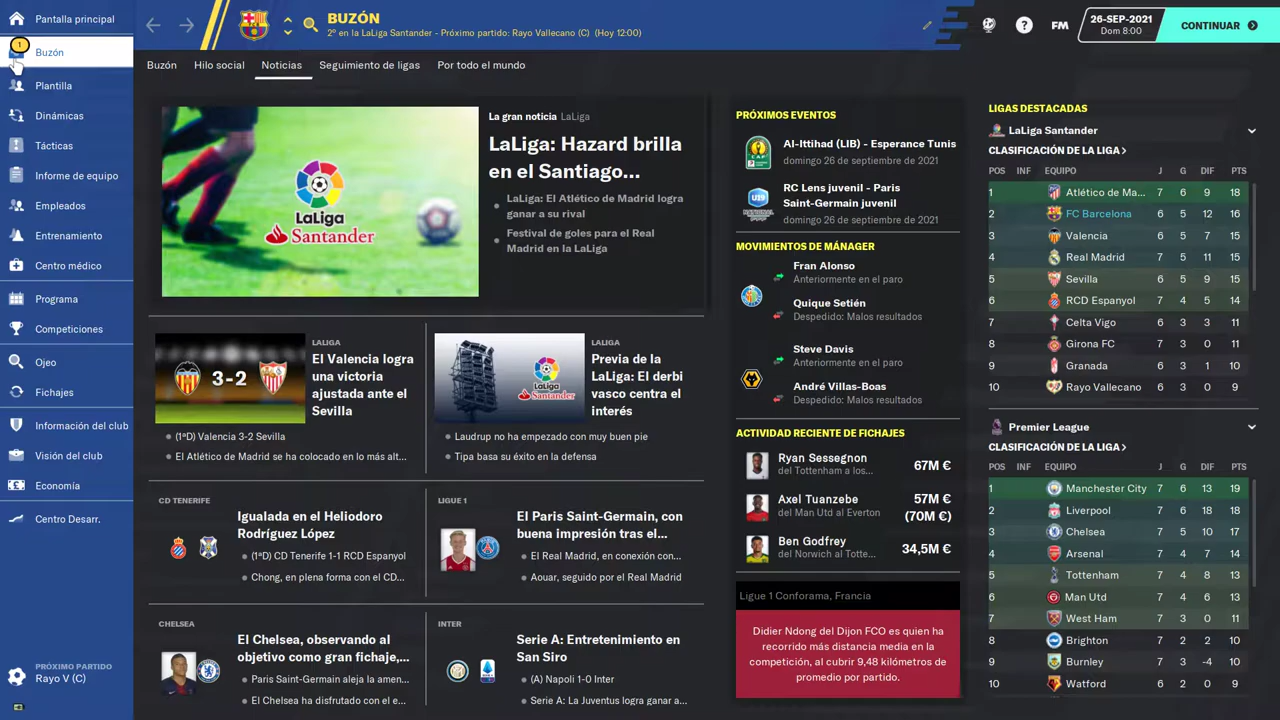 Pantalla principal
1
Buzón
Plantilla
Dinámicas
Tácticas
Informe de equipo
Empleados
Entrenamiento
Centro médico
Programa
Competiciones
Ojeo
Fichajes
Información del club
Visión del club
Economía
Centro Desarr.
PRÓXIMO PARTIDO
Rayo V (C)
BUZÓN
2º en la LaLiga Santander - Próximo partido: Rayo Vallecano (C) (Hoy 12:00)
?
FM
26-SEP-2021
Dom 8:00
CONTINUAR
Buzón
Hilo social
Noticias
Seguimiento de ligas
Por todo el mundo
LaLiga
Santander
La gran noticia LaLiga
LaLiga: Hazard brilla
en el Santiago...
LaLiga: El Atlético de Madrid logra
ganar a su rival
Festival de goles para el Real
Madrid en la LaLiga
3-2
LALIGA
El Valencia logra
una victoria
ajustada ante el
Sevilla
(1ªD) Valencia 3-2 Sevilla
El Atlético de Madrid se ha colocado en lo más alt...
LaLiga
Santander
LALIGA
Previa de la
LaLiga: El derbi
vasco centra el
interés
Laudrup no ha empezado con muy buen pie
Tipa basa su éxito en la defensa
CD TENERIFE
Igualada en el Heliodoro
Rodríguez López
(1ªD) CD Tenerife 1-1 RCD Espanyol
Chong, en plena forma con el CD...
LIGUE 1
El Paris Saint-Germain, con
buena impresión tras el...
El Real Madrid, en conexión con...
Aouar, seguido por el Real Madrid
CHELSEA
El Chelsea, observando al
objetivo como gran fichaje,...
Paris Saint-Germain aleja la amen...
El Chelsea ha disfrutado con el e...
INTER
Serie A: Entretenimiento en
San Siro
(A) Napoli 1-0 Inter
Serie A: La Juventus logra ganar a...
PRÓXIMOS EVENTOS
Al-Ittihad (LIB) - Esperance Tunis
domingo 26 de septiembre de 2021
U19
RC Lens juvenil - Paris
Saint-Germain juvenil
domingo 26 de septiembre de 2021
MOVIMIENTOS DE MÁNAGER
Fran Alonso
Anteriormente en el paro
Quique Setién
Despedido: Malos resultados
Steve Davis
Anteriormente en el paro
André Villas-Boas
Despedido: Malos resultados
ACTIVIDAD RECIENTE DE FICHAJES
Ryan Sessegnon
del Tottenham a los...
67M €
Axel Tuanzebe
del Man Utd al Everton
57M €
(70M €)
Ben Godfrey
del Norwich al Totte...
34,5M €
Ligue 1 Conforama, Francia
Didier Ndong del Dijon FCO es quien ha
recorrido más distancia media en la
competición, al cubrir 9,48 kilómetros de
promedio por partido.
LIGAS DESTACADAS
LaLiga Santander
CLASIFICACIÓN DE LA LIGA
POS INF EQUIPO J G DIF PTS
1 Atlético de Ma... 7 6 9 18
2 FC Barcelona 6 5 12 16
3 Valencia 6 5 7 15
4 Real Madrid 7 5 11 15
5 Sevilla 6 5 9 15
6 RCD Espanyol 7 4 5 14
7 Celta Vigo 6 3 3 11
8 Girona FC 7 3 0 11
9 Granada 6 3 1 10
10 Rayo Vallecano 6 3 0 9
Premier League
CLASIFICACIÓN DE LA LIGA
POS INF EQUIPO J G DIF PTS
1 Manchester City 7 6 13 19
2 Liverpool 7 6 18 18
3 Chelsea 7 5 10 17
4 Arsenal 7 4 7 14
5 Tottenham 7 4 8 13
6 Man Utd 7 4 6 13
7 West Ham 7 3 0 11
8 Brighton 7 2 2 10
9 Burnley 7 3 -4 10
10 Watford 6 2 0 9